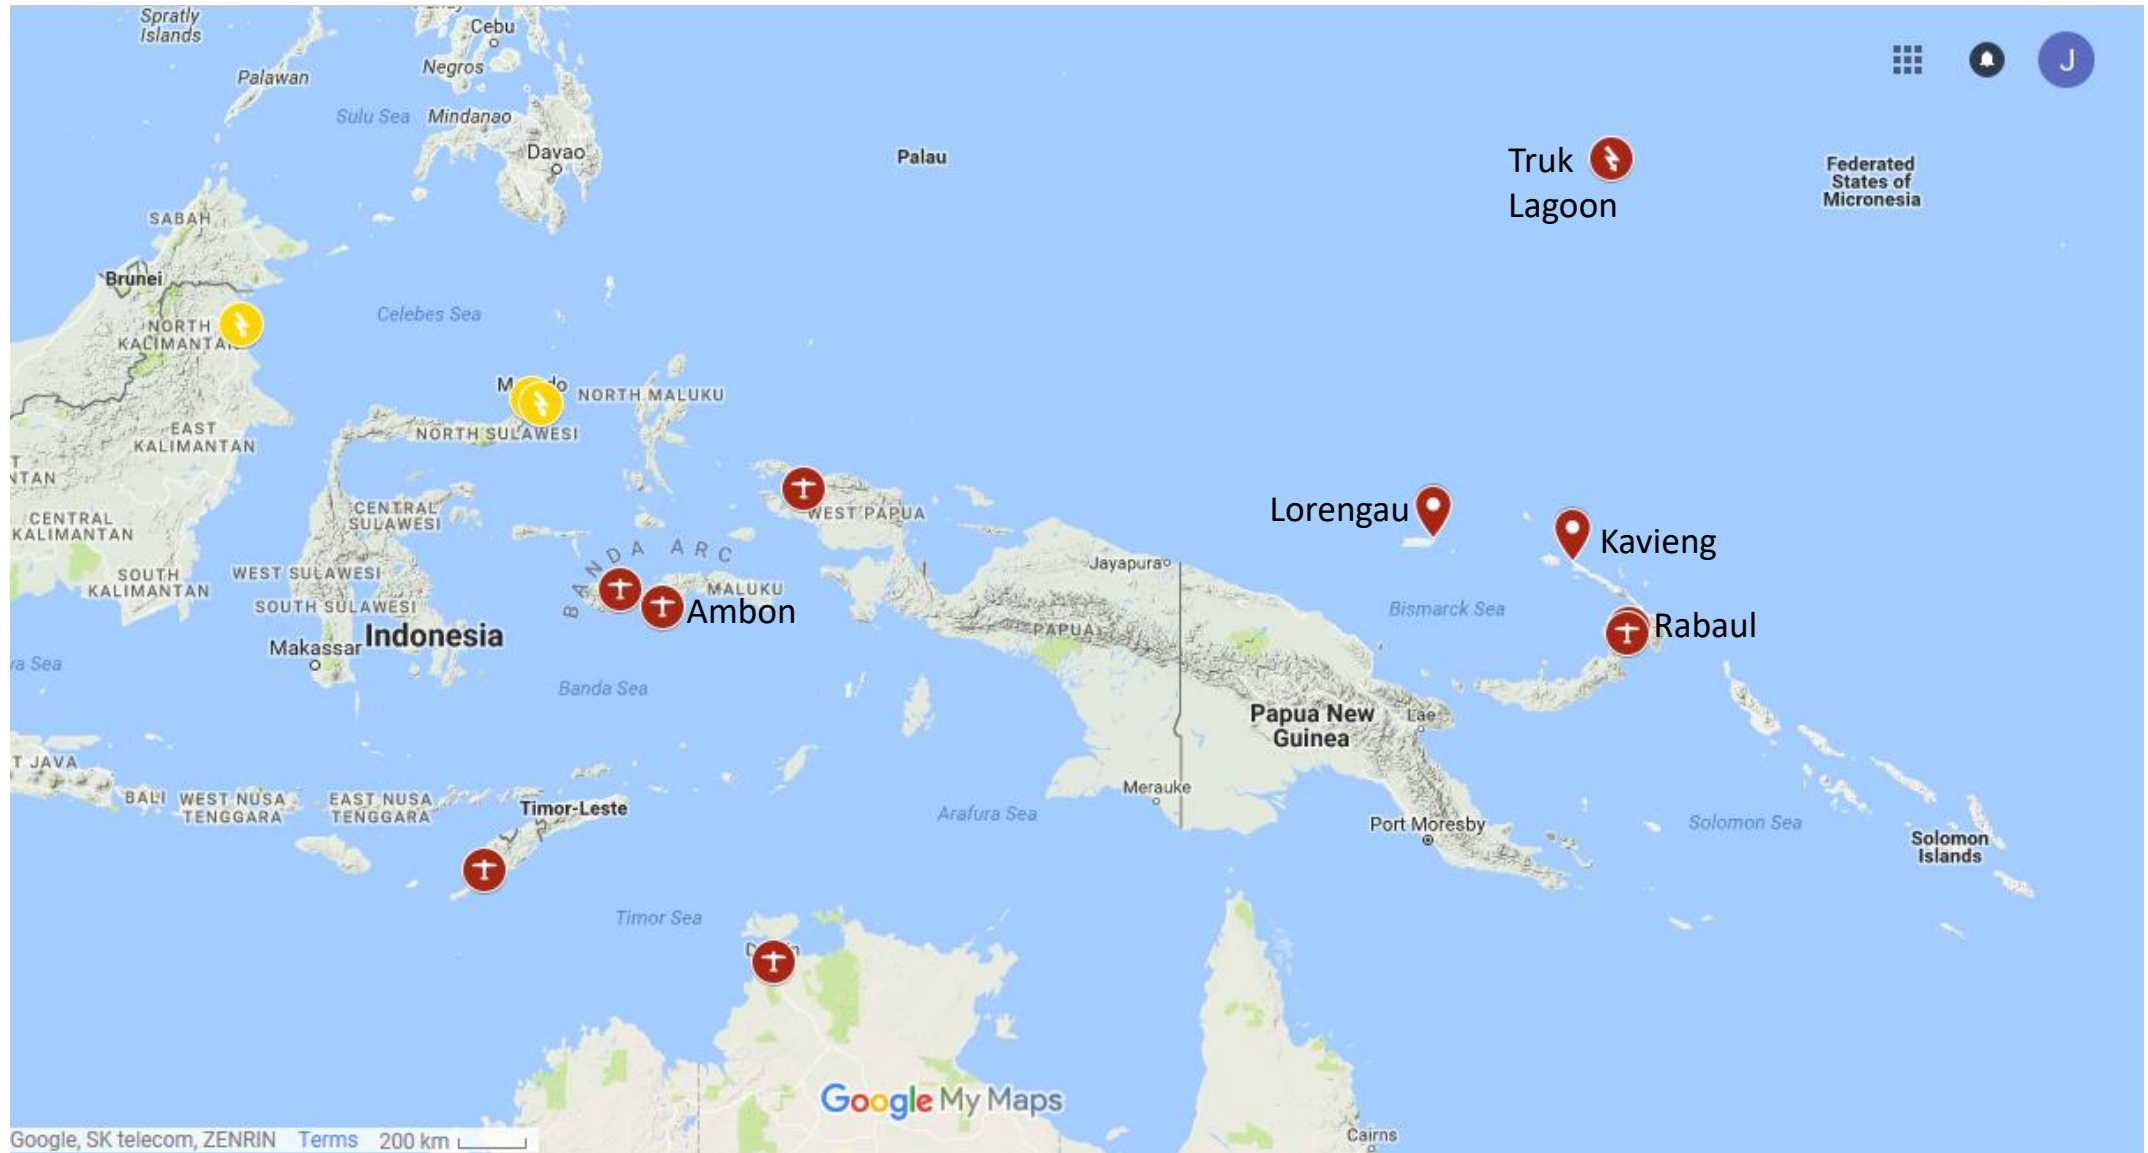 Spratly
Islands
Palawan
Cebu
Negros
Sulu Sea
Mindanao
Davao
Palau
Truk
Lagoon
Federated
States of
Micronesia
J
SABAH
Brunei
NORTH
Celebes Sea
NORTH MALUKU
NORTH SULAWESI
EAST
KALIMANTAN
CENTRAL
KALIMANTAN
CENTRAL
SULAWESI
WEST PAPUA
Lorengau
Kavieng
BANDA ARC
Jayapura
SOUTH
KALIMANTAN
WEST SULAWESI
SOUTH SULAWESI
MALUKU
Ambon
Bismarck Sea
Rabaul
PAPUA
Makassar
Indonesia
Banda Sea
Papua New
Guinea
Lae
T JAVA
BALI
WEST NUSA
TENGGARA
EAST NUSA
TENGGARA
Timor-Leste
Merauke
Arafura Sea
Port Moresby
Solomon Sea
Solomon
Islands
Timor Sea
Google My Maps
Cairns
Google, SK telecom, ZENRIN Terms 200 km